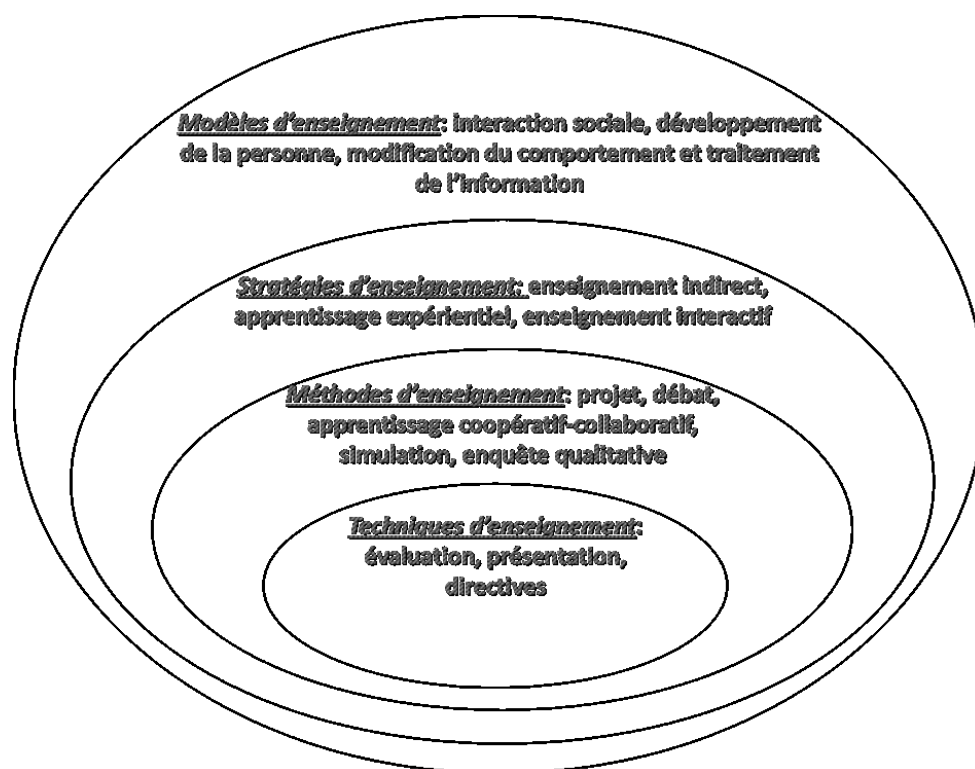 Modèles d'enseignement: interaction sociale, développement
de la personne, modification du comportement et traitement
de l'information
Stratégies d'enseignement: enseignement indirect,
apprentissage expérientiel, enseignement interactif
Méthodes d'enseignement: projet, débat,
apprentissage coopératif-collaboratif,
simulation, enquête qualitative
Techniques d'enseignement:
évaluation, présentation,
directives